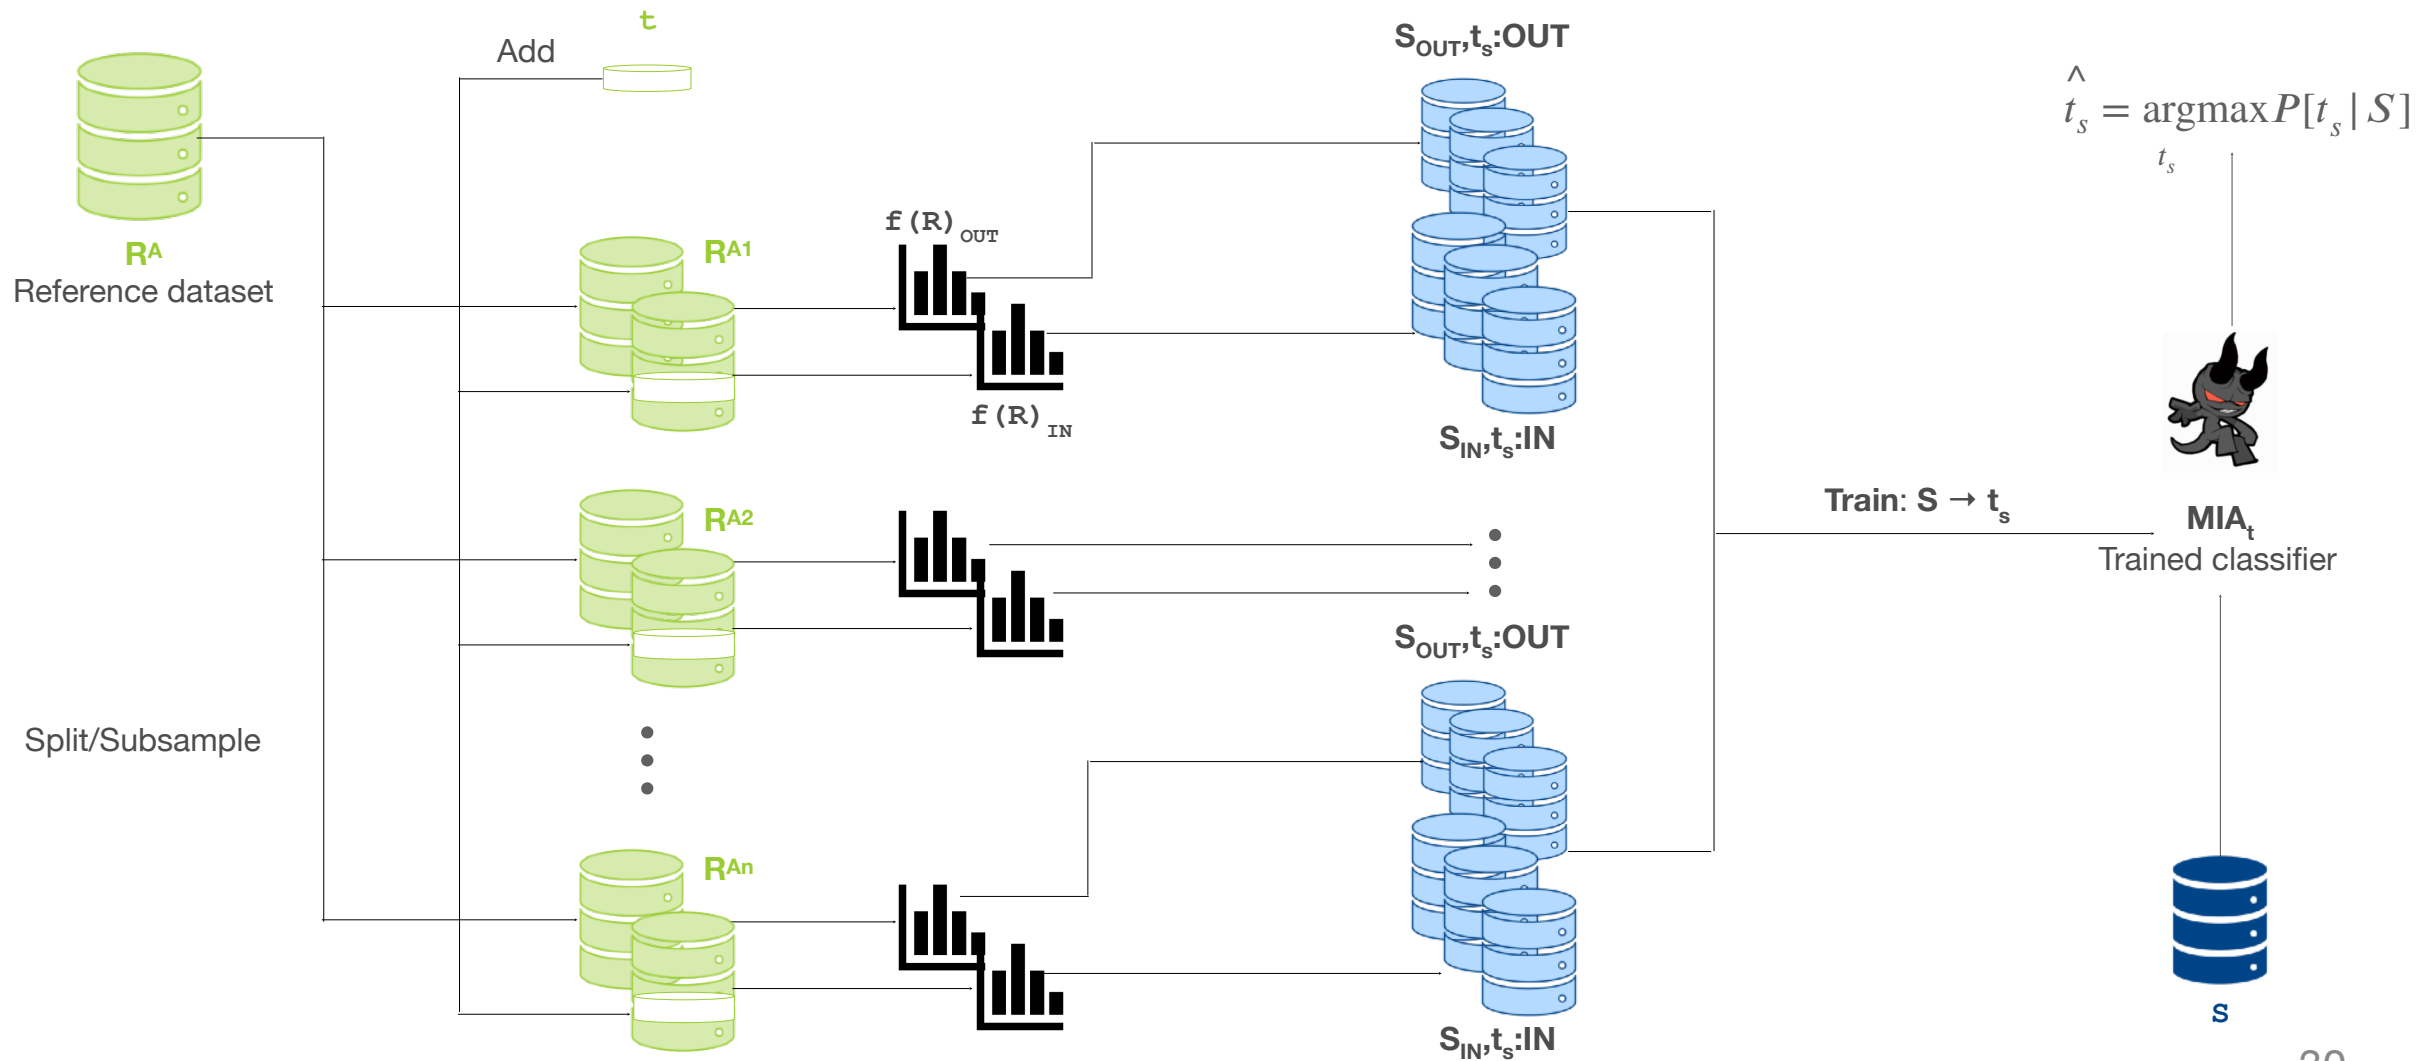 t
Add
S_OUT,t_s:OUT
t̂_s = argmax P[t_s | S]
t_s
R^A
Reference dataset
R^A1
f(R)_OUT
f(R)_IN
S_IN,t_s:IN
R^A2
Train: S → t_s
MIA_t
Trained classifier
S_OUT,t_s:OUT
Split/Subsample
R^An
S
S_IN,t_s:IN